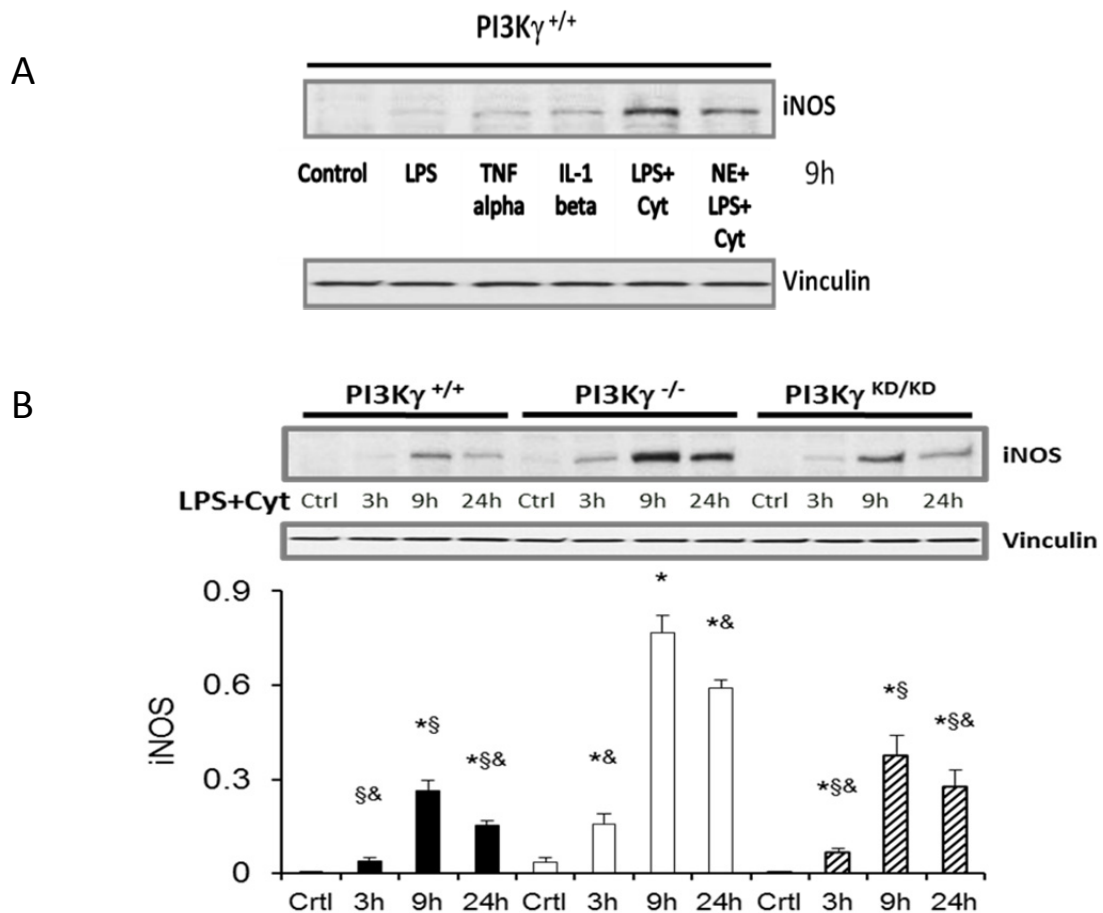 A
PI3Kγ +/+
iNOS
Control LPS TNF alpha IL-1 beta LPS+ Cyt NE+ LPS+ Cyt 9h
Vinculin
B
PI3Kγ +/+ PI3Kγ -/- PI3Kγ KD/KD
iNOS
LPS+Cyt Ctrl 3h 9h 24h Ctrl 3h 9h 24h Ctrl 3h 9h 24h
Vinculin
0.9
0.6
0.3
0
iNOS
§& *§ *§& *& * *& *§& *§ *§&
Crtl 3h 9h 24h Crtl 3h 9h 24h Crtl 3h 9h 24h